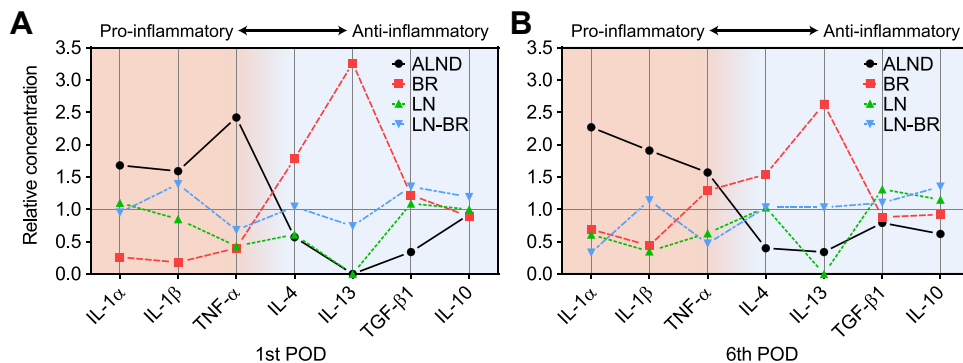 A
Pro-inflammatory
Anti-inflammatory
Relative concentration
3.5
3.0
2.5
2.0
1.5
1.0
0.5
0.0
ALND
BR
LN
LN-BR
IL-1α
IL-1β
TNF-α
IL-4
IL-13
TGF-β1
IL-10
1st POD
B
Pro-inflammatory
Anti-inflammatory
3.5
3.0
2.5
2.0
1.5
1.0
0.5
0.0
ALND
BR
LN
LN-BR
IL-1α
IL-1β
TNF-α
IL-4
IL-13
TGF-β1
IL-10
6th POD